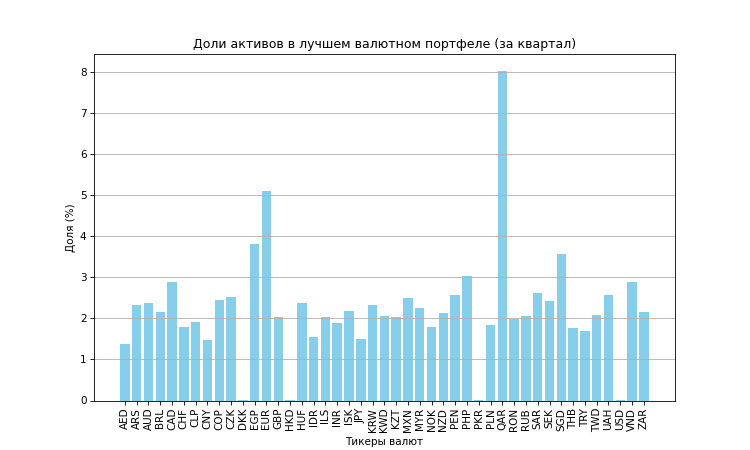 Доли активов в лучшем валютном портфеле (за квартал)
Доля (%)
8
7
6
5
4
3
2
1
0
AED ARS AUD BRL CAD CHF CLP CNY COP CZK DKK EGP EUR GBP HKD HUF IDR ILS INR ISK JPY KRW KWD KZT MXN MYR NOK NZD PEN PHP PKR PLN QAR RON RUB SAR SEK SGD THB TRY TWD UAH USD VND ZAR
Тикеры валют